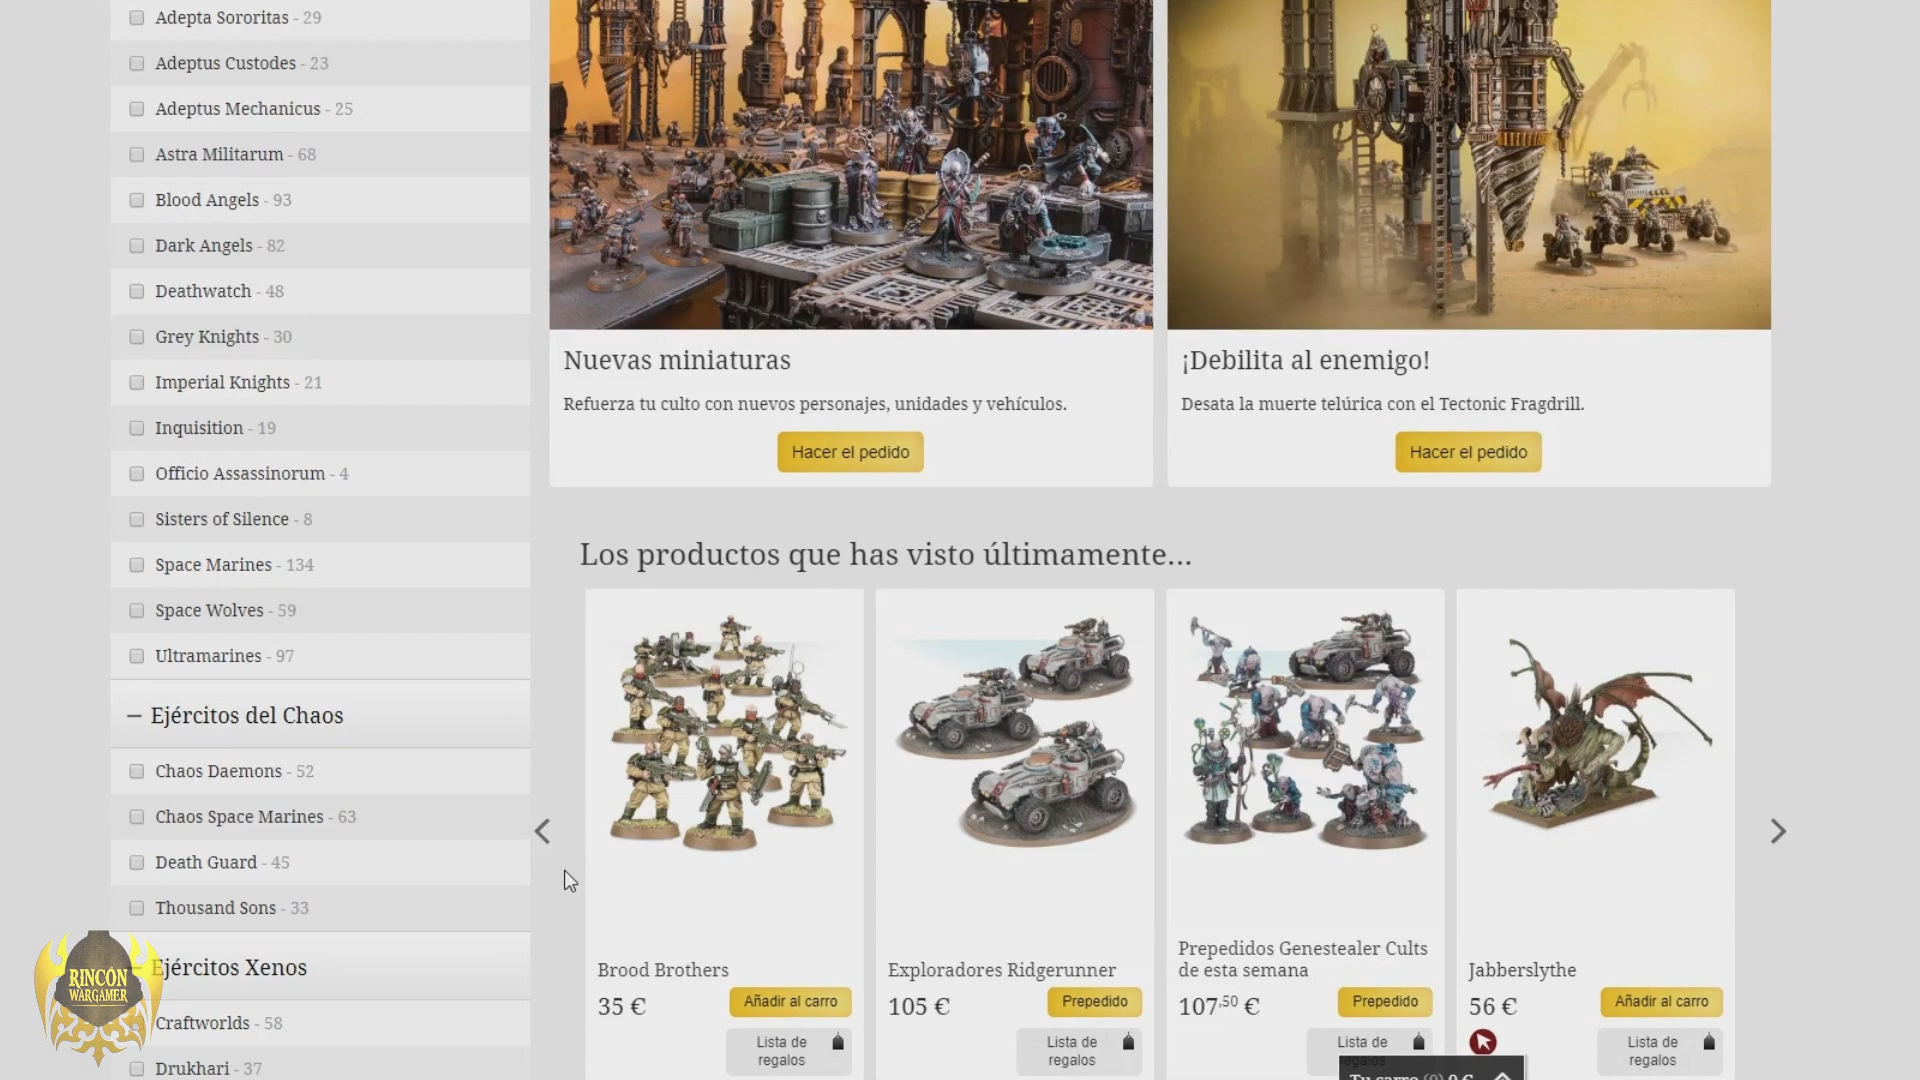 Adepta Sororitas - 29
Adeptus Custodes - 23
Adeptus Mechanicus - 25
Astra Militarum - 68
Blood Angels - 93
Dark Angels - 82
Deathwatch - 48
Grey Knights - 30
Imperial Knights - 21
Inquisition - 19
Officio Assassinorum - 4
Sisters of Silence - 8
Space Marines - 134
Space Wolves - 59
Ultramarines - 97
– Ejércitos del Chaos
Chaos Daemons - 52
Chaos Space Marines - 63
Death Guard - 45
Thousand Sons - 33
Ejércitos Xenos
Craftworlds - 58
Drukhari - 37
RINCÓN
WARGAMER
Nuevas miniaturas
Refuerza tu culto con nuevos personajes, unidades y vehículos.
Hacer el pedido
¡Debilita al enemigo!
Desata la muerte telúrica con el Tectonic Fragdrill.
Hacer el pedido
Los productos que has visto últimamente...
Brood Brothers
35 €
Añadir al carro
Lista de
regalos
Exploradores Ridgerunner
105 €
Prepedido
Lista de
regalos
Prepedidos Genestealer Cults
de esta semana
107,50 €
Prepedido
Lista de
regalos
Jabberslythe
56 €
Añadir al carro
Lista de
regalos
Tu carro (0) 0 €